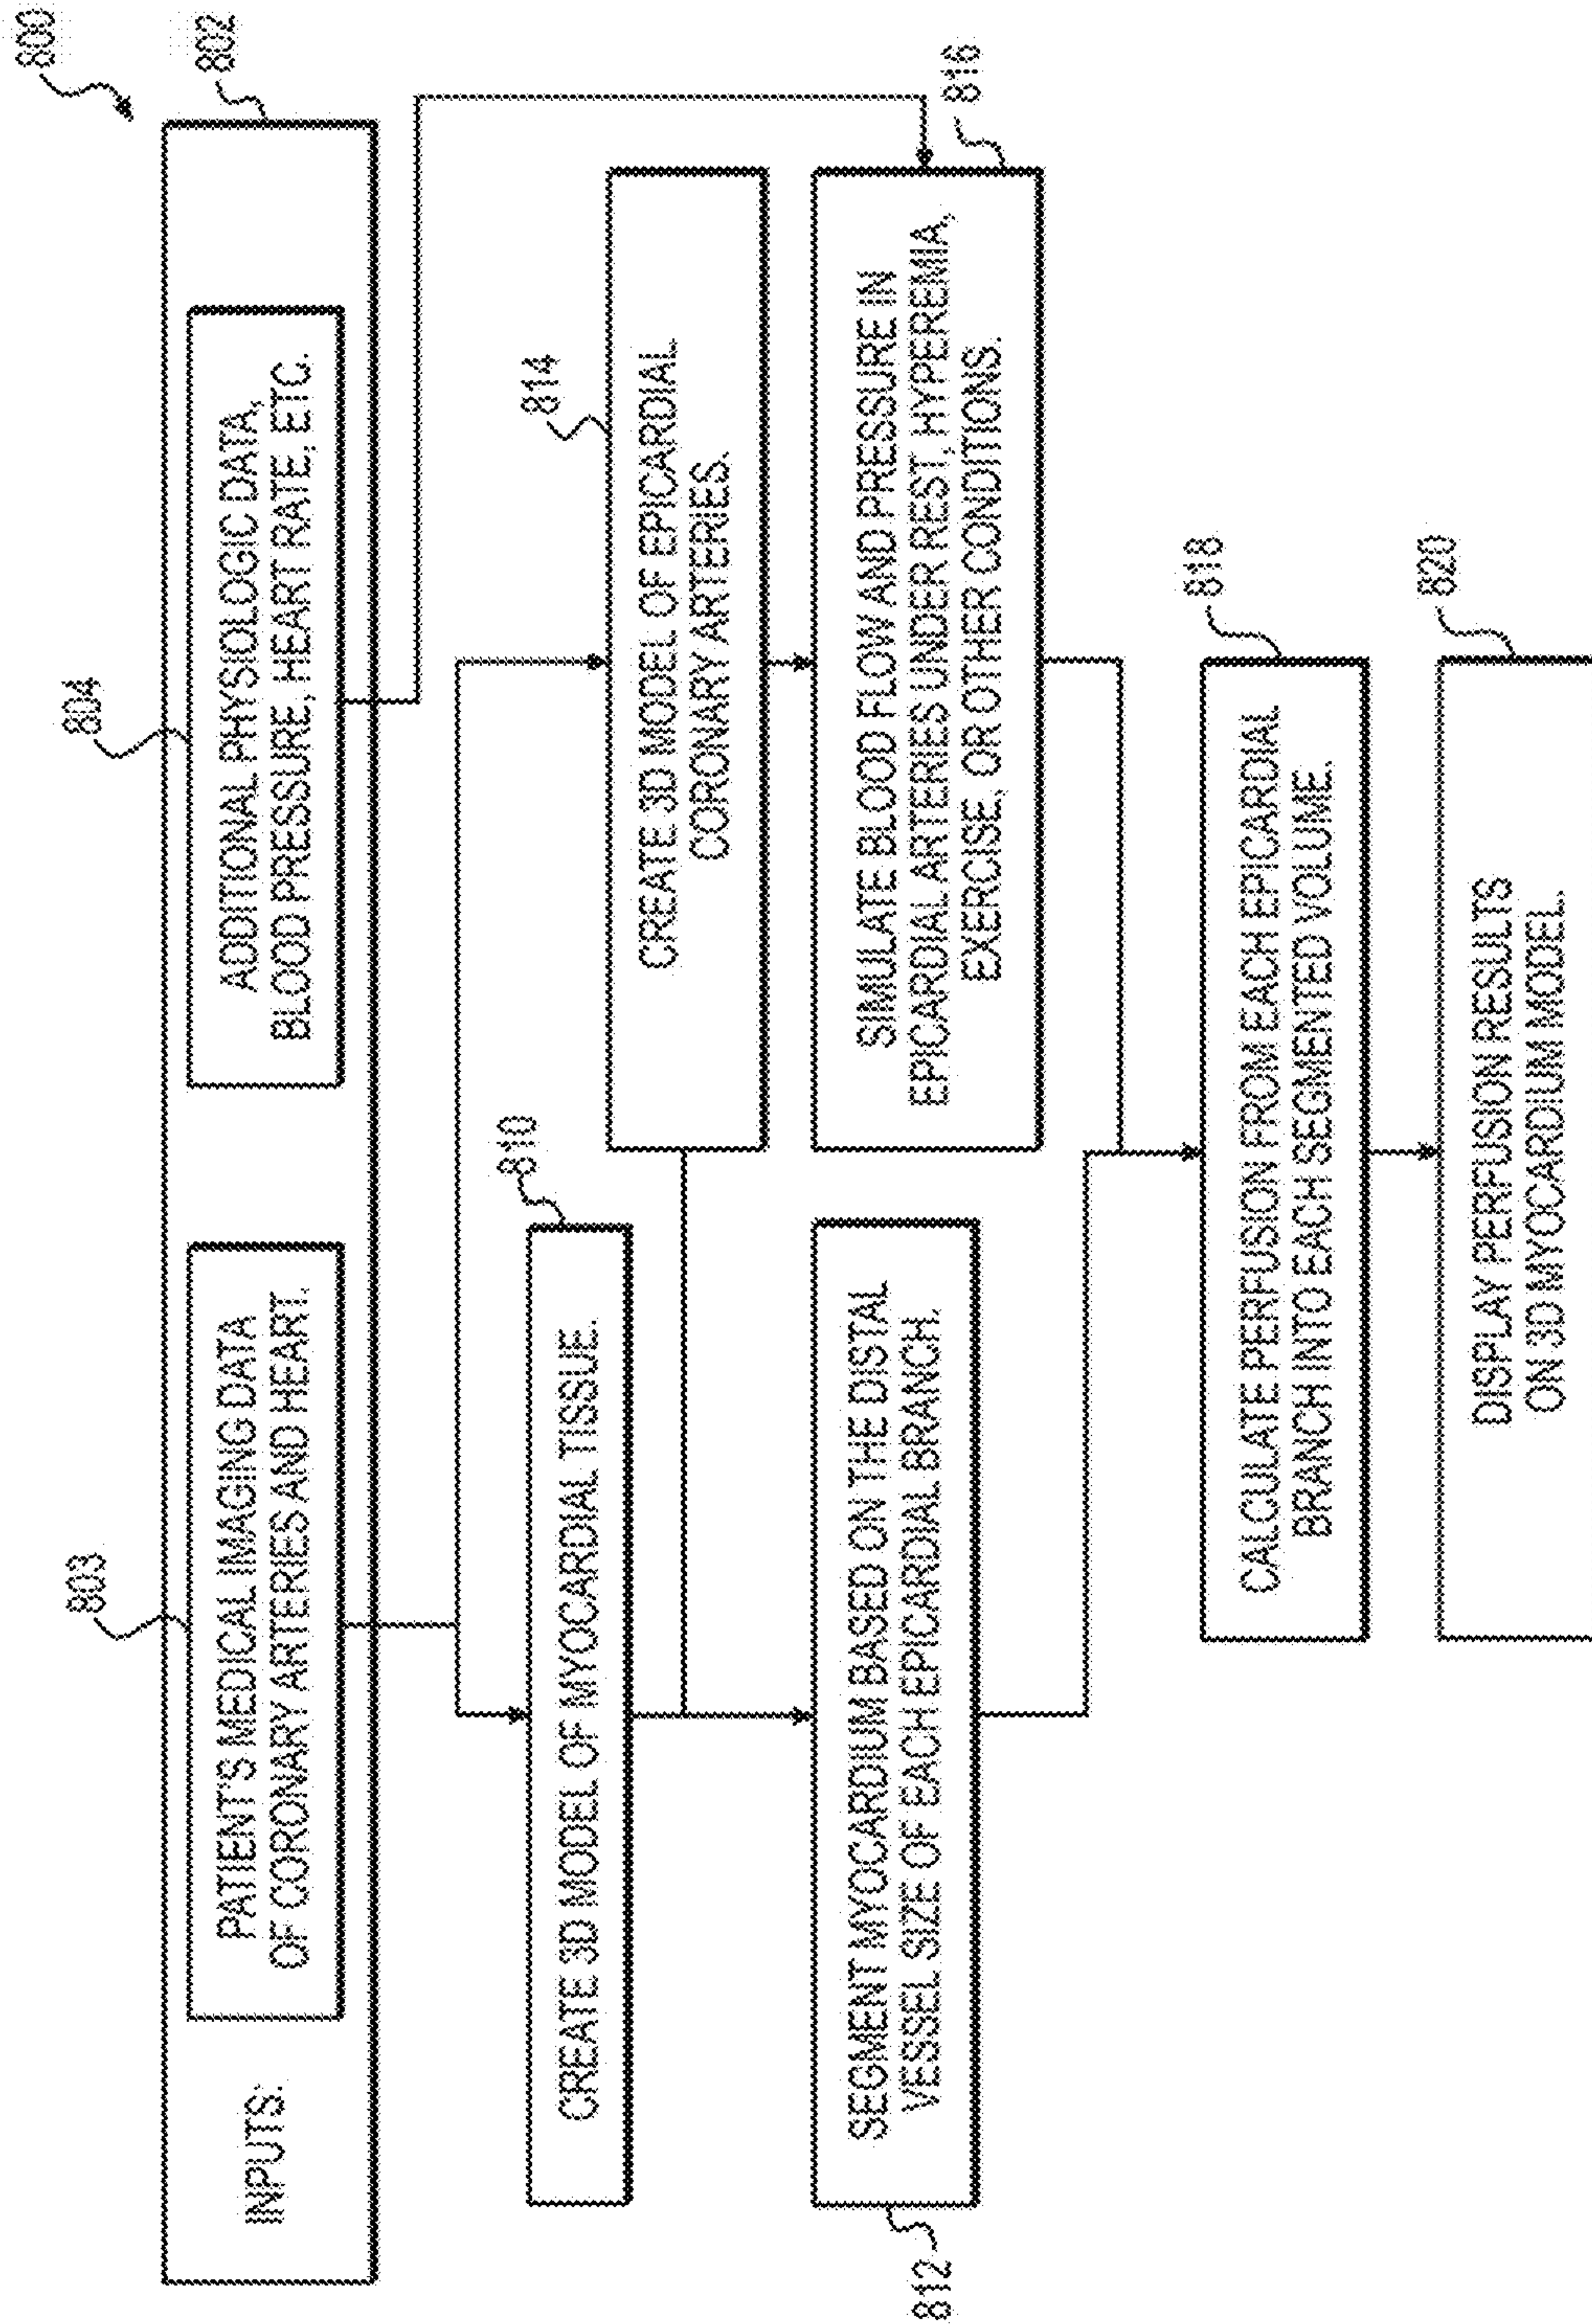 800
802
INPUTS:
803
PATIENT'S MEDICAL IMAGING DATA
OF CORONARY ARTERIES AND HEART.
804
ADDITIONAL PHYSIOLOGIC DATA,
BLOOD PRESSURE, HEART RATE, ETC.
810
CREATE 3D MODEL OF MYOCARDIAL TISSUE.
814
CREATE 3D MODEL OF EPICARDIAL
CORONARY ARTERIES.
812
SEGMENT MYOCARDIUM BASED ON THE DISTAL
VESSEL SIZE OF EACH EPICARDIAL BRANCH.
816
SIMULATE BLOOD FLOW AND PRESSURE IN
EPICARDIAL ARTERIES UNDER REST, HYPEREMIA,
EXERCISE, OR OTHER CONDITIONS.
818
CALCULATE PERFUSION FROM EACH EPICARDIAL
BRANCH INTO EACH SEGMENTED VOLUME.
820
DISPLAY PERFUSION RESULTS
ON 3D MYOCARDIUM MODEL.